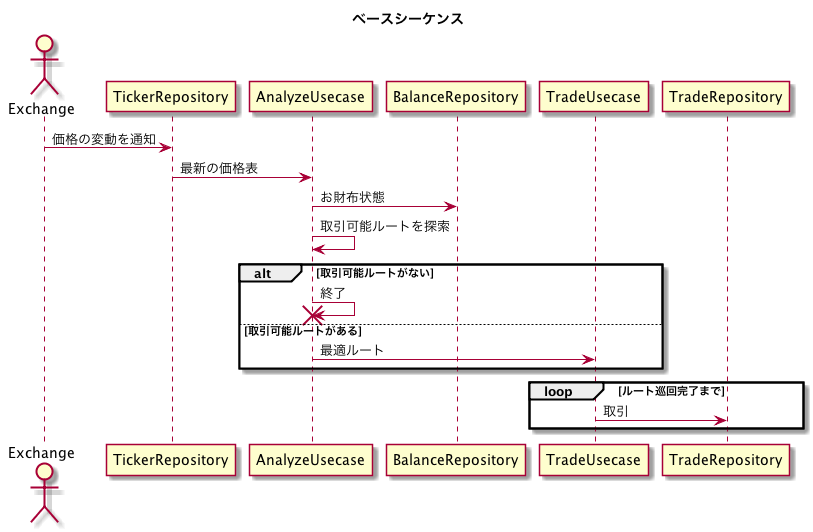 ベースシーケンス
Exchange
TickerRepository
AnalyzeUsecase
BalanceRepository
TradeUsecase
TradeRepository
価格の変動を通知
最新の価格表
お財布状態
取引可能ルートを探索
alt [取引可能ルートがない]
終了
[取引可能ルートがある]
最適ルート
loop [ルート巡回完了まで]
取引
Exchange
TickerRepository
AnalyzeUsecase
BalanceRepository
TradeUsecase
TradeRepository